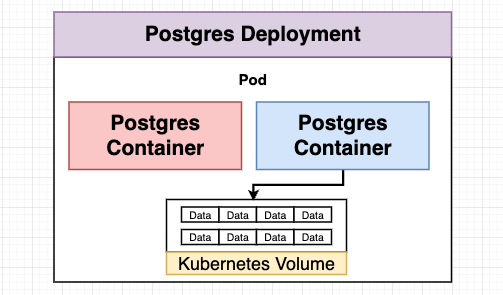 Postgres Deployment
Pod
Postgres
Container
Postgres
Container
Data Data Data Data
Data Data Data Data
Kubernetes Volume